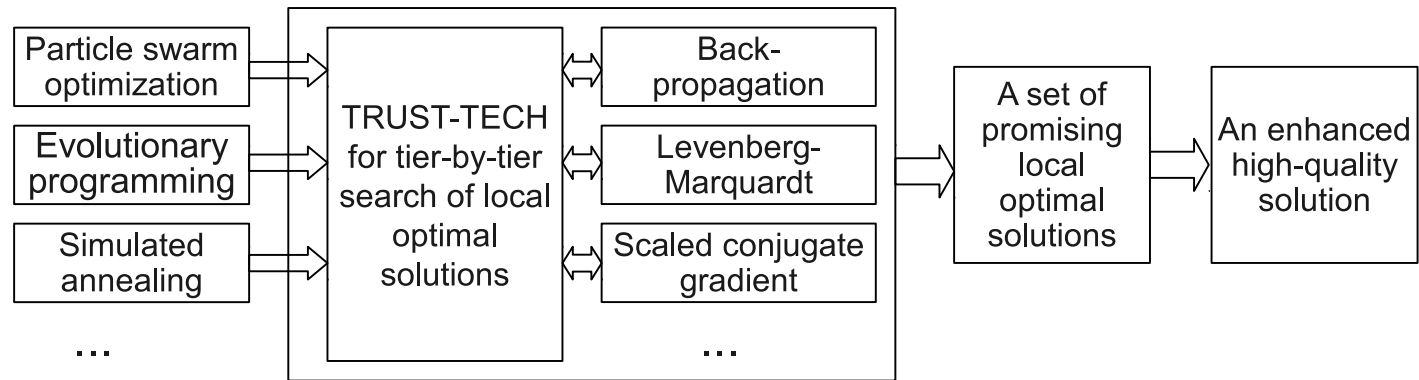 Particle swarm
optimization
Evolutionary
programming
Simulated
annealing
...
TRUST-TECH
for tier-by-tier
search of local
optimal
solutions
Back-
propagation
Levenberg-
Marquardt
Scaled conjugate
gradient
...
A set of
promising
local
optimal
solutions
An enhanced
high-quality
solution